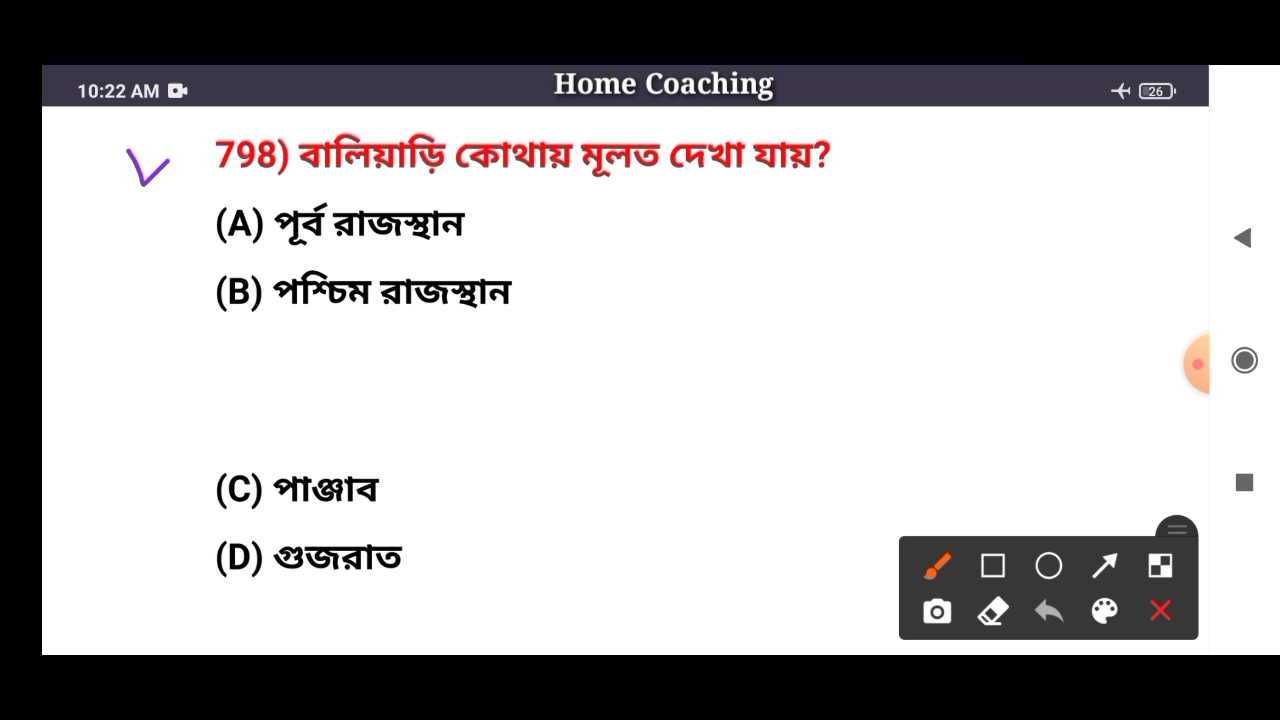 10:22 AM
Home Coaching
26
798) বালিয়াড়ি কোথায় মূলত দেখা যায়?
(A) পূর্ব রাজস্থান
(B) পশ্চিম রাজস্থান
(C) পাঞ্জাব
(D) গুজরাত